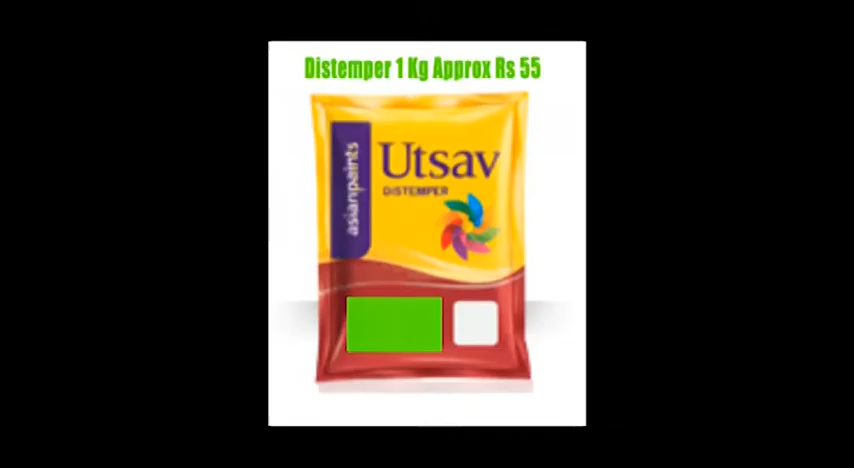 Distemper 1 Kg Approx Rs 55
asianpaints
Utsav
DISTEMPER